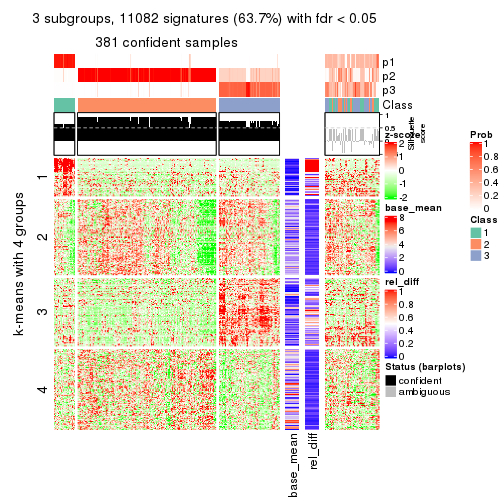 3 subgroups, 11082 signatures (63.7%) with fdr < 0.05
381 confident samples
p1
p2
p3
Class
1
0.5
0
Silhouette
score
k-means with 4 groups
1
2
3
4
base_mean
rel_diff
z-score
2
1
0
-1
-2
base_mean
8
6
4
2
0
rel_diff
1
0.8
0.6
0.4
0.2
0
Status (barplots)
confident
ambiguous
Prob
1
0.8
0.6
0.4
0.2
0
Class
1
2
3